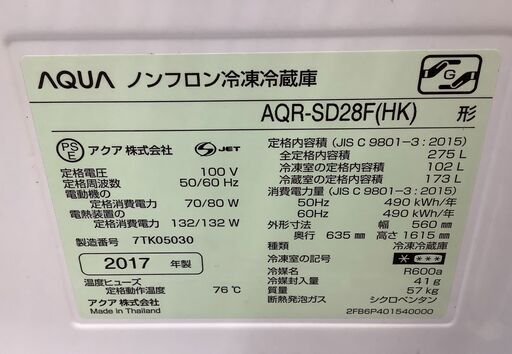 AQUA ノンフロン冷凍冷蔵庫
G
AQR-SD28F(HK) 形
PS E アクア 株式会社 S JET
定格電圧 100 V
定格周波数 50/60 Hz
電動機の
定格消費電力 70/80 W
電熱装置の
定格消費電力 132/132 W
製造番号 7TK05030
2017 年製
温度ヒューズ
定格動作温度 76℃
アクア 株式会社
Made in Thailand
定格内容積 (JIS C 9801-3 : 2015)
全定格内容積 275 L
冷凍室の定格内容積 102 L
冷蔵室の定格内容積 173 L
消費電力量 (JIS C 9801-3 : 2015)
50Hz 490 kWh/年
60Hz 490 kWh/年
外形寸法 幅 560 mm
奥行 635 mm 高さ 1615 mm
種類 冷凍冷蔵庫
冷凍室の記号 * ***
冷媒名 R600a
冷媒封入量 41g
質量 57 kg
断熱発泡ガス シクロペンタン
2FB6P401540000